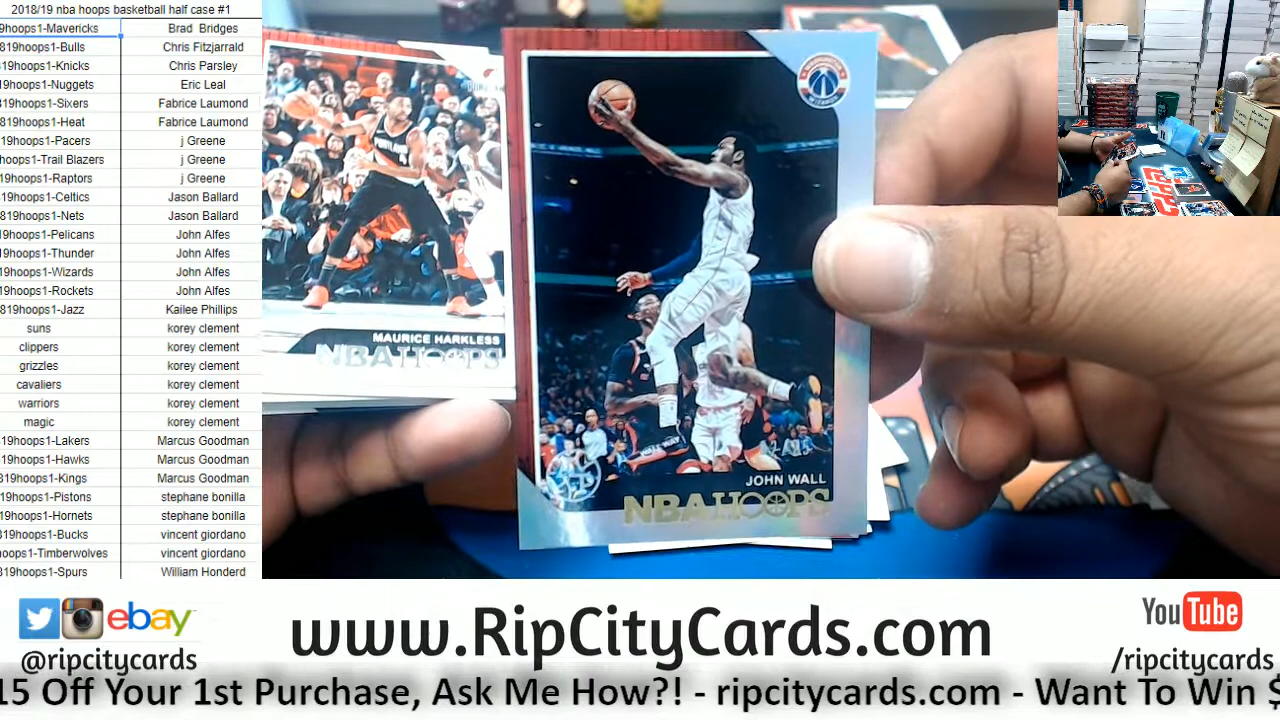 2018/19 nba hoops basketball half case #1
9hoops1-Mavericks Brad Bridges
819hoops1-Bulls Chris Fitzjarrald
19hoops1-Knicks Chris Parsley
19hoops1-Nuggets Eric Leal
819hoops1-Sixers Fabrice Laumond
819hoops1-Heat Fabrice Laumond
19hoops1-Pacers j Greene
hoops1-Trail Blazers j Greene
19hoops1-Raptors j Greene
19hoops1-Celtics Jason Ballard
819hoops1-Nets Jason Ballard
19hoops1-Pelicans John Alfes
19hoops1-Thunder John Alfes
19hoops1-Wizards John Alfes
19hoops1-Rockets John Alfes
819hoops1-Jazz Kailee Phillips
suns korey clement
clippers korey clement
grizzles korey clement
cavaliers korey clement
warriors korey clement
magic korey clement
19hoops1-Lakers Marcus Goodman
19hoops1-Hawks Marcus Goodman
819hoops1-Kings Marcus Goodman
19hoops1-Pistons stephane bonilla
19hoops1-Hornets stephane bonilla
819hoops1-Bucks vincent giordano
hoops1-Timberwolves vincent giordano
819hoops1-Spurs William Honderd
PORTLAND
MAURICE HARKLESS
NBA HOOPS
WIZARDS
JOHN WALL
NBA HOOPS
ebay
@ripcitycards
www.RipCityCards.com
YouTube
/ripcitycards
15 Off Your 1st Purchase, Ask Me How?! - ripcitycards.com - Want To Win $